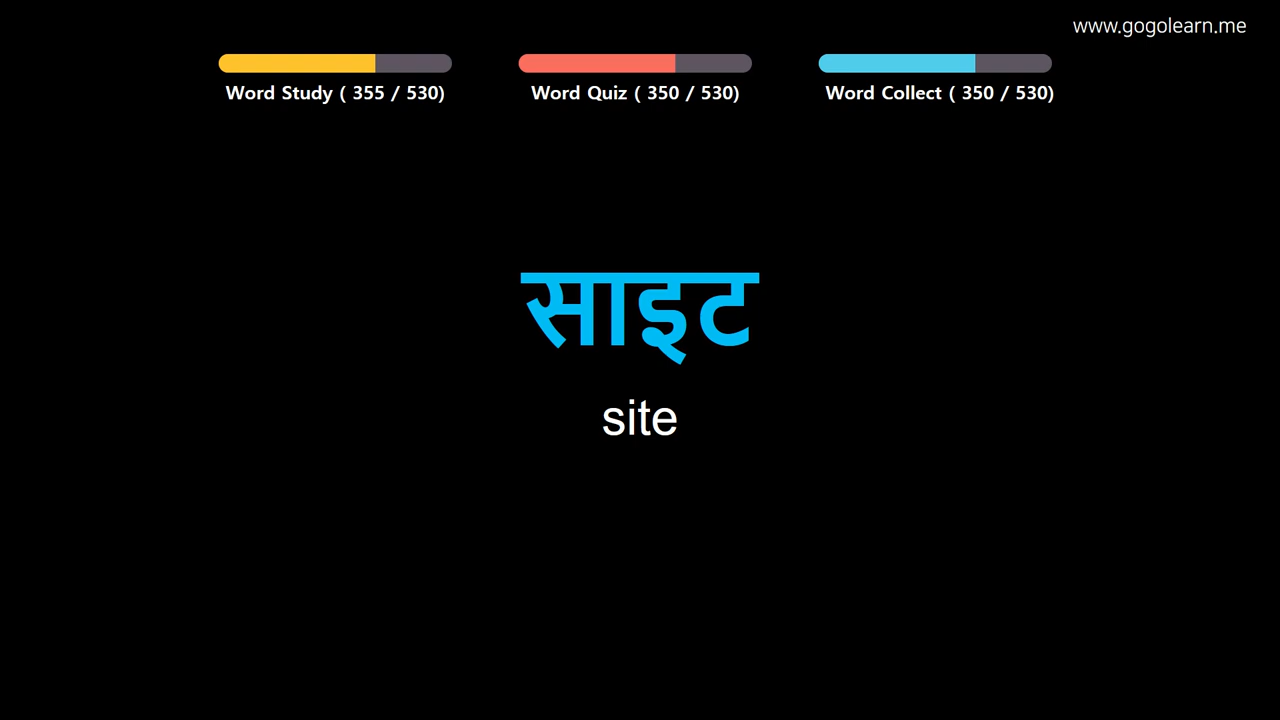 www.gogolearn.me
Word Study ( 355 / 530)
Word Quiz ( 350 / 530)
Word Collect ( 350 / 530)
साइट
site